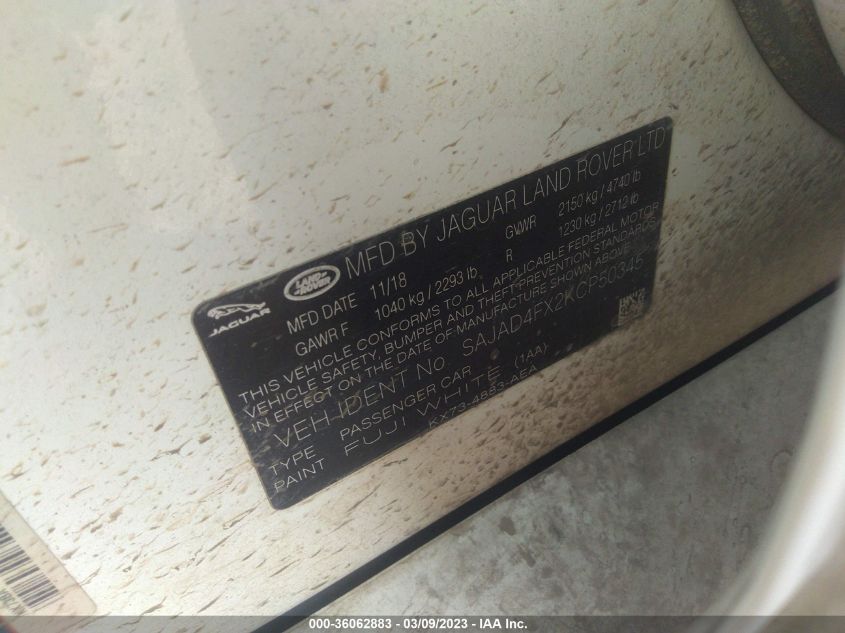 MFD BY JAGUAR LAND ROVER LTD
LAND ROVER
JAGUAR
MFD DATE 11/18 GVWR 2150 kg / 4740 lb
GAWR F 1040 kg / 2293 lb R 1230 kg / 2712 lb
THIS VEHICLE CONFORMS TO ALL APPLICABLE FEDERAL MOTOR
VEHICLE SAFETY, BUMPER AND THEFT PREVENTION STANDARDS
IN EFFECT ON THE DATE OF MANUFACTURE SHOWN ABOVE
VEH IDENT No. SAJAD4FX2KCP50345
TYPE PASSENGER CAR
PAINT FUJI WHITE (1AA)
KX73-4883-AEA
000-36062883 / 03/09/2023 - IAA Inc.